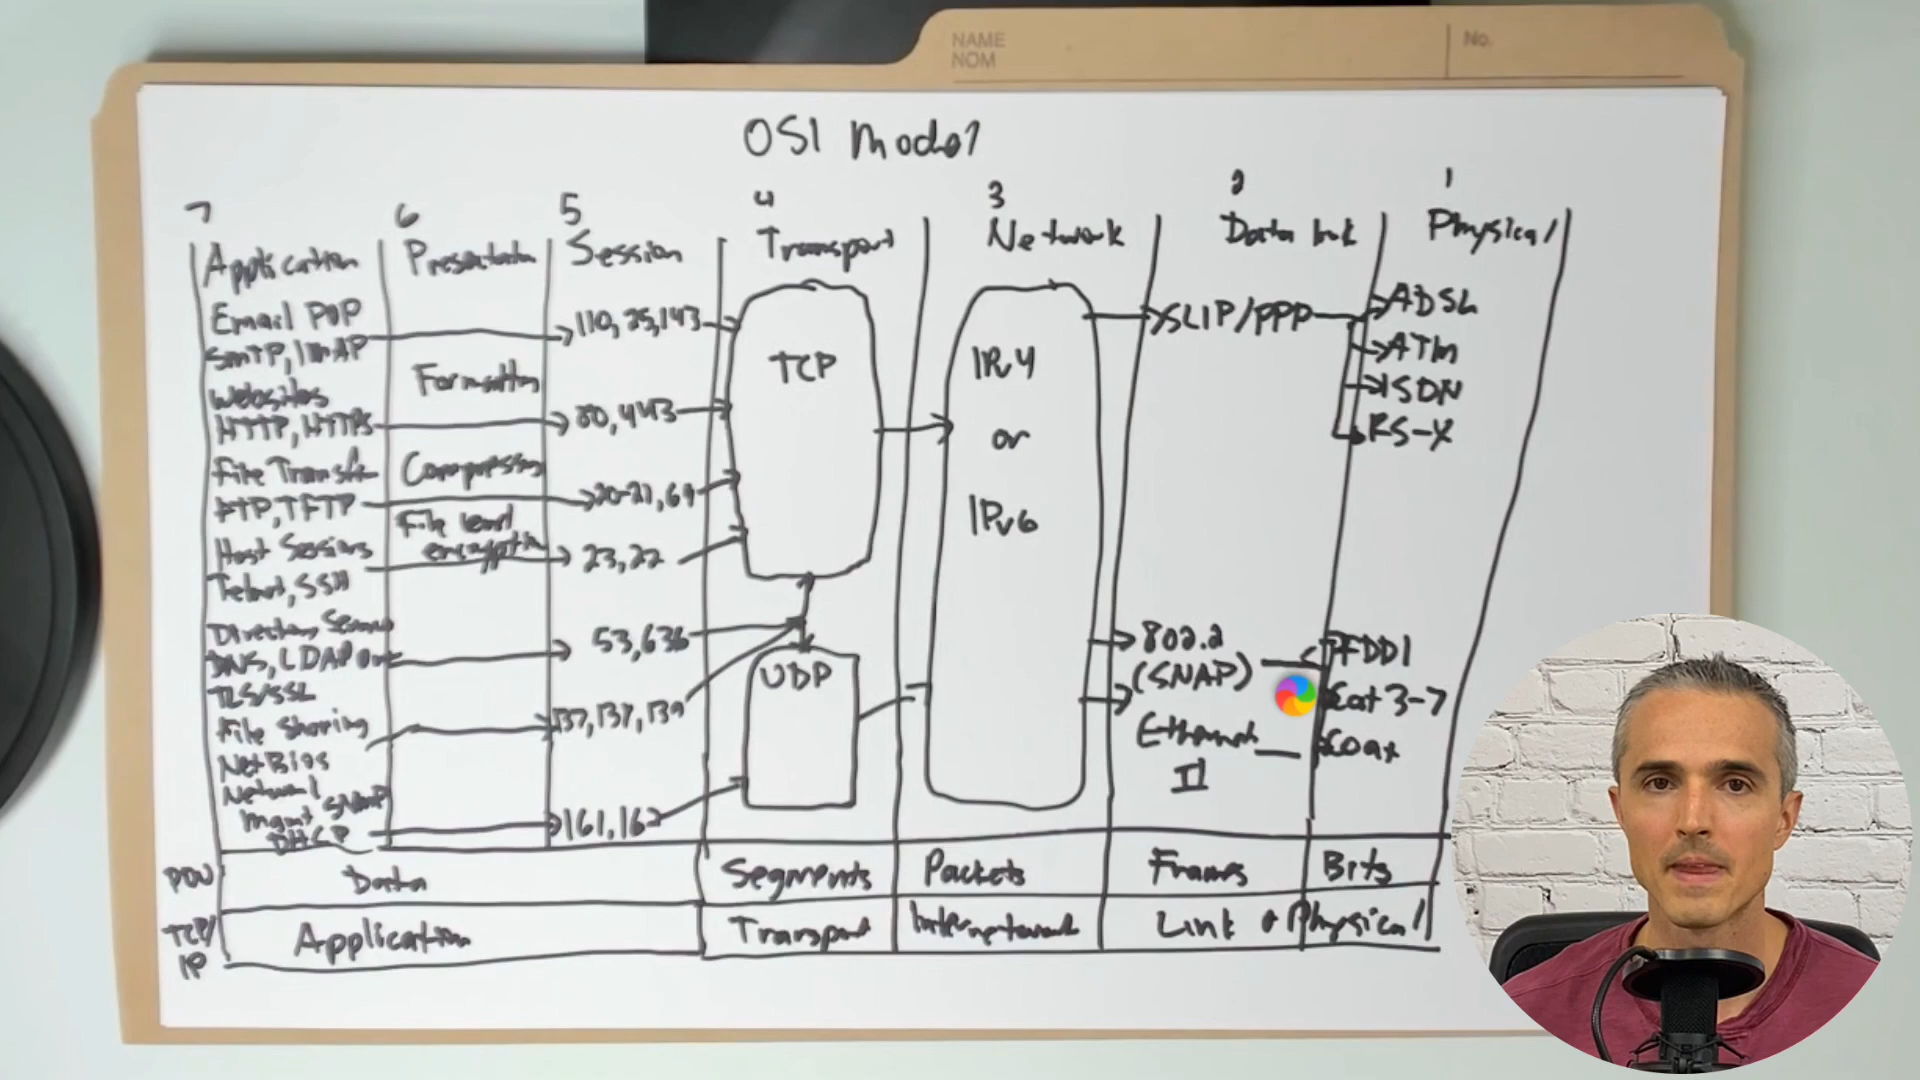 NAME
NOM
No.
OSI Model
7
6
5
4
3
2
1
Application
Presentation
Session
Transport
Network
Data link
Physical
Email POP
SMTP, IMAP
Websites
HTTP, HTTPS
File Transfer
FTP, TFTP
Host Sessions
Telnet, SSH
Directory Services
DNS, LDAP over
TLS/SSL
File Sharing
NetBios
Network
Mgmt SNMP
DHCP
Formatting
Compression
File level
encryption
110, 25, 143
80, 443
20-21, 69
23, 22
53, 636
137, 137, 139
161, 162
TCP
UDP
IPv4
or
IPv6
SLIP/PPP
802.2
(SNAP)
Ethernet
II
ADSL
ATM
ISDN
RS-X
FDDI
Cat 3-7
Coax
PDU
Data
Segments
Packets
Frames
Bits
TCP/
IP
Application
Transport
Internetwork
Link + Physical